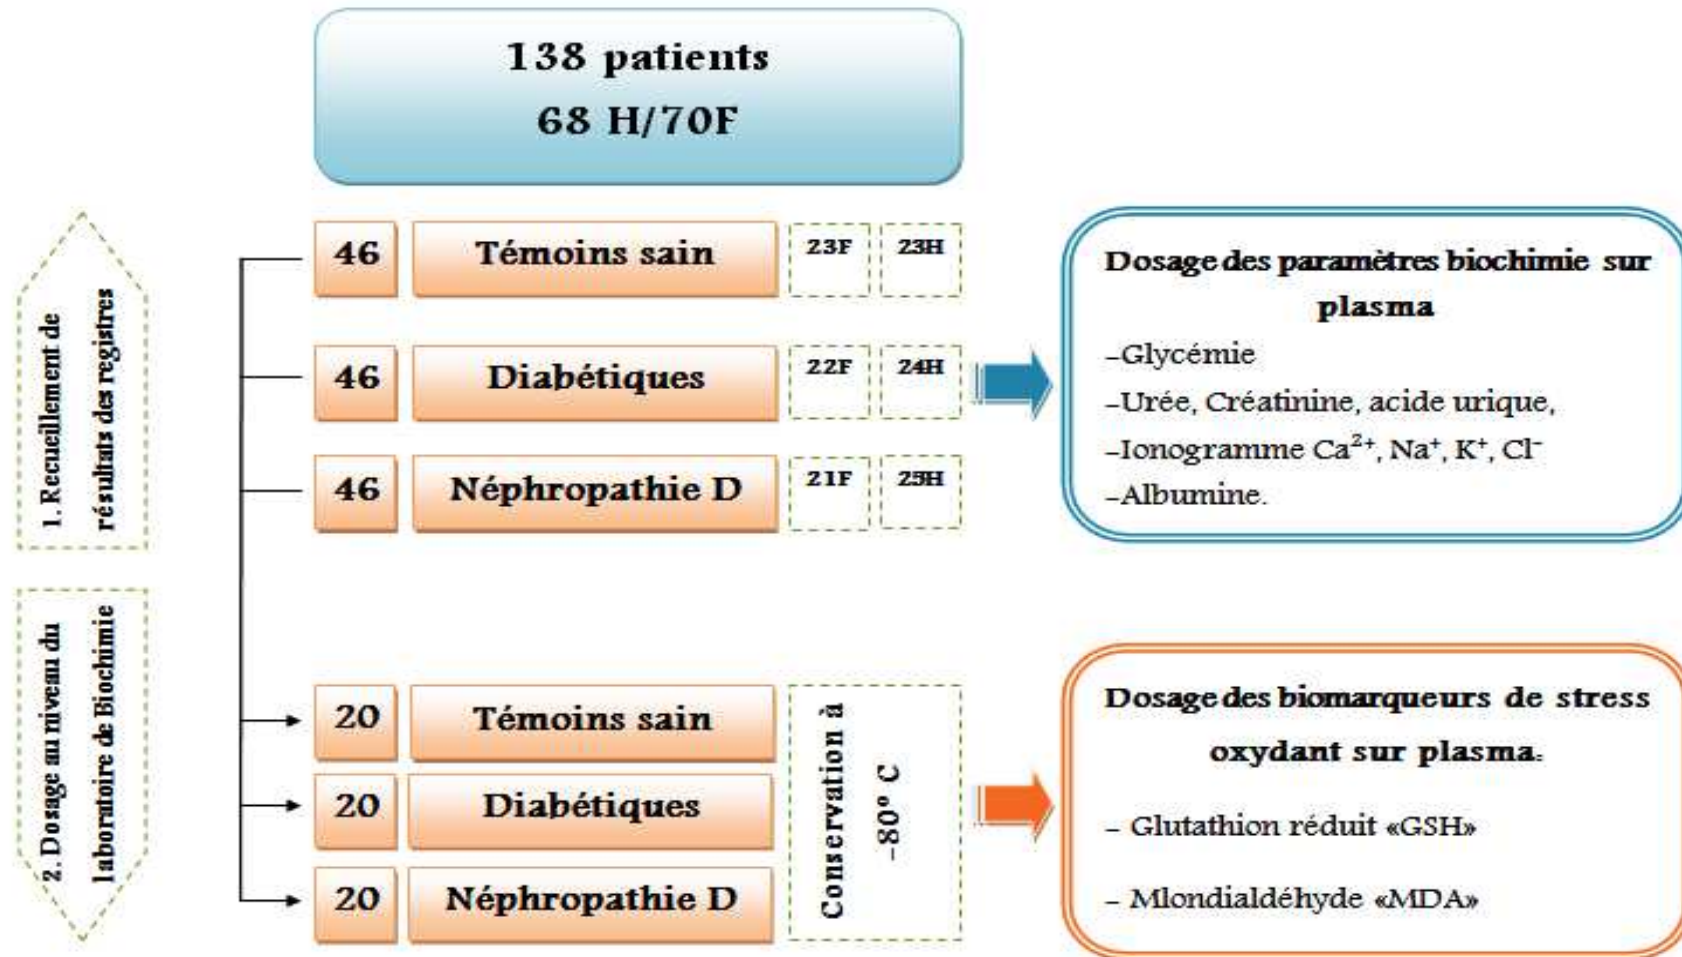 138 patients
68 H/70F
1. Recueillement de
résultats des registres
46 Témoins sain 23F 23H
46 Diabétiques 22F 24H
46 Néphropathie D 21F 25H
Dosage des paramètres biochimie sur
plasma
-Glycémie
-Urée, Créatinine, acide urique,
-Ionogramme Ca²⁺, Na⁺, K⁺, Cl⁻
-Albumine.
2. Dosage au niveau du
laboratoire de Biochimie
20 Témoins sain
20 Diabétiques
20 Néphropathie D
Conservation à
-80° C
Dosage des biomarqueurs de stress
oxydant sur plasma.
- Glutathion réduit «GSH»
- Mlondialdéhyde «MDA»